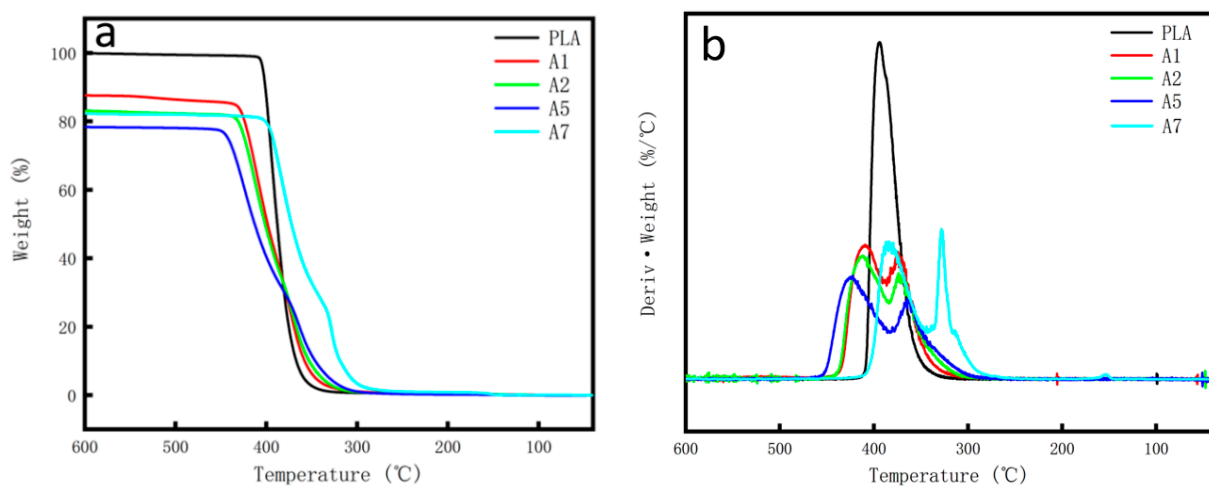 a
PLA
A1
A2
A5
A7
100
80
60
40
20
0
Weight (%)
600 500 400 300 200 100
Temperature (℃)
b
PLA
A1
A2
A5
A7
Deriv·Weight (%/℃)
600 500 400 300 200 100
Temperature (℃)